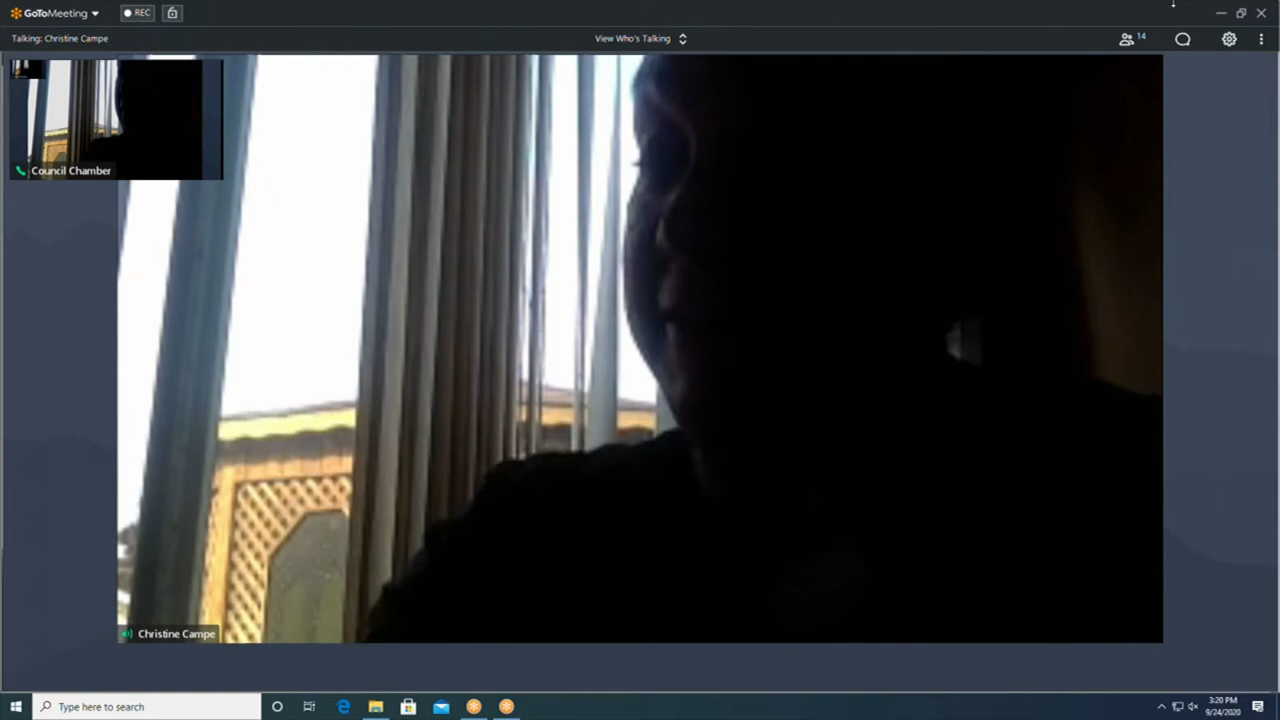 GoToMeeting
REC
Talking: Christine Campe
View Who's Talking
14
Council Chamber
Christine Campe
Type here to search
3:20 PM
9/24/2020